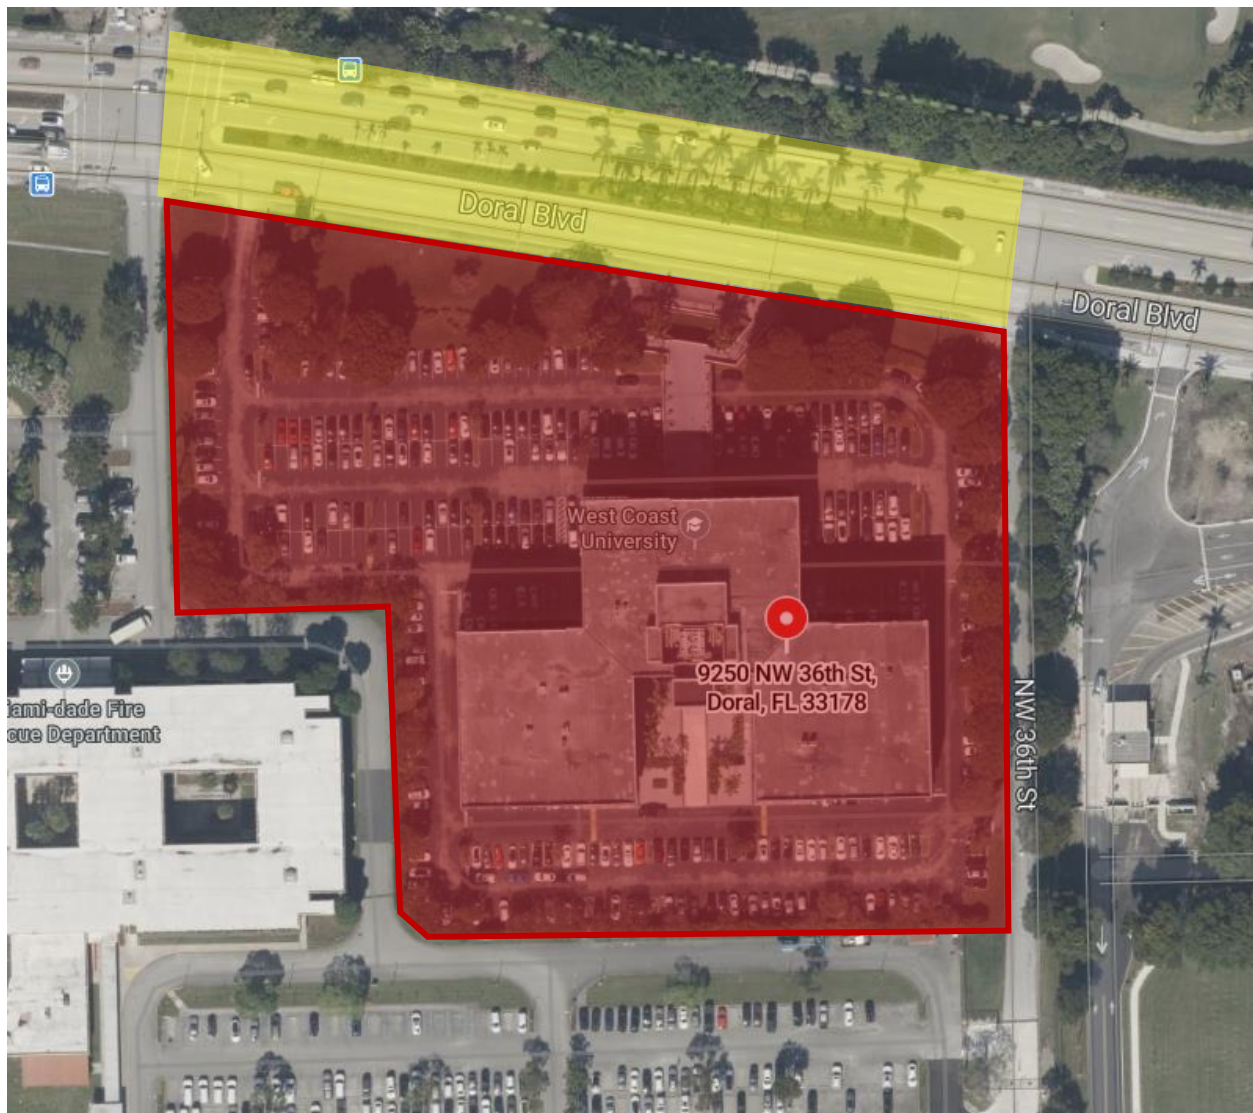 Doral Blvd
Doral Blvd
West Coast
University
9250 NW 36th St,
Doral, FL 33178
NW 36th St
iami-dade Fire
cue Department